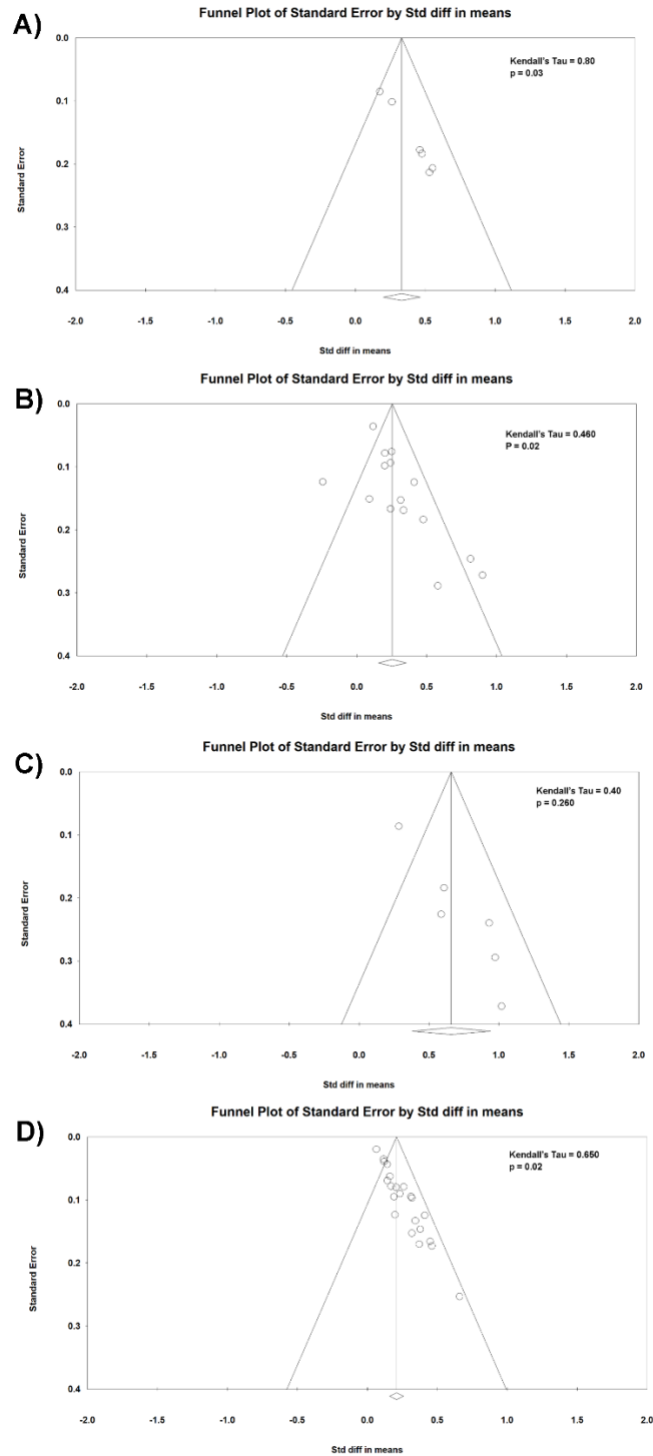 A)
Funnel Plot of Standard Error by Std diff in means
Kendall's Tau = 0.80
p = 0.03
Standard Error
0.0
0.1
0.2
0.3
0.4
-2.0 -1.5 -1.0 -0.5 0.0 0.5 1.0 1.5 2.0
Std diff in means
B)
Funnel Plot of Standard Error by Std diff in means
Kendall's Tau = 0.460
P = 0.02
Standard Error
0.0
0.1
0.2
0.3
0.4
-2.0 -1.5 -1.0 -0.5 0.0 0.5 1.0 1.5 2.0
Std diff in means
C)
Funnel Plot of Standard Error by Std diff in means
Kendall's Tau = 0.40
p = 0.260
Standard Error
0.0
0.1
0.2
0.3
0.4
-2.0 -1.5 -1.0 -0.5 0.0 0.5 1.0 1.5 2.0
Std diff in means
D)
Funnel Plot of Standard Error by Std diff in means
Kendall's Tau = 0.650
p = 0.02
Standard Error
0.0
0.1
0.2
0.3
0.4
-2.0 -1.5 -1.0 -0.5 0.0 0.5 1.0 1.5 2.0
Std diff in means